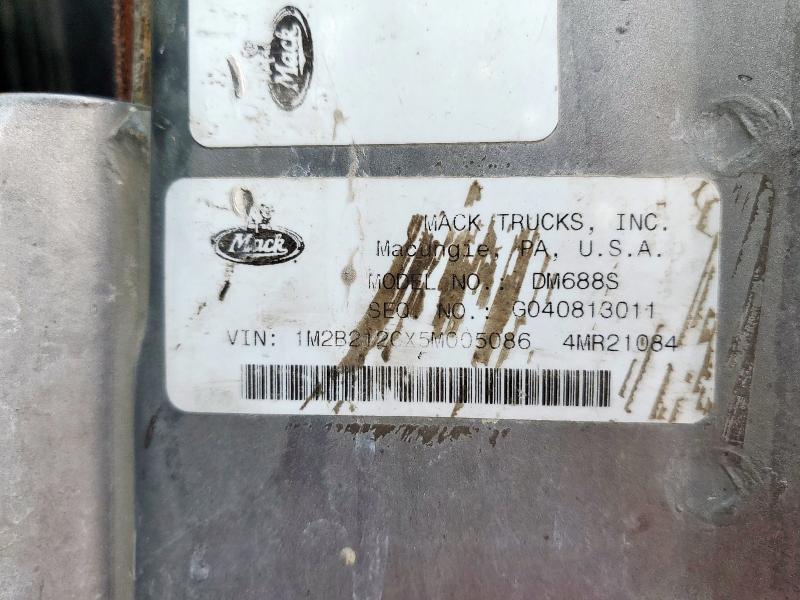 Mack
Mack
MACK TRUCKS, INC.
Macungie, PA, U.S.A.
MODEL NO.: DM688S
SEQ. NO.: G040813011
VIN: 1M2B212CX5M005086 4MR21084